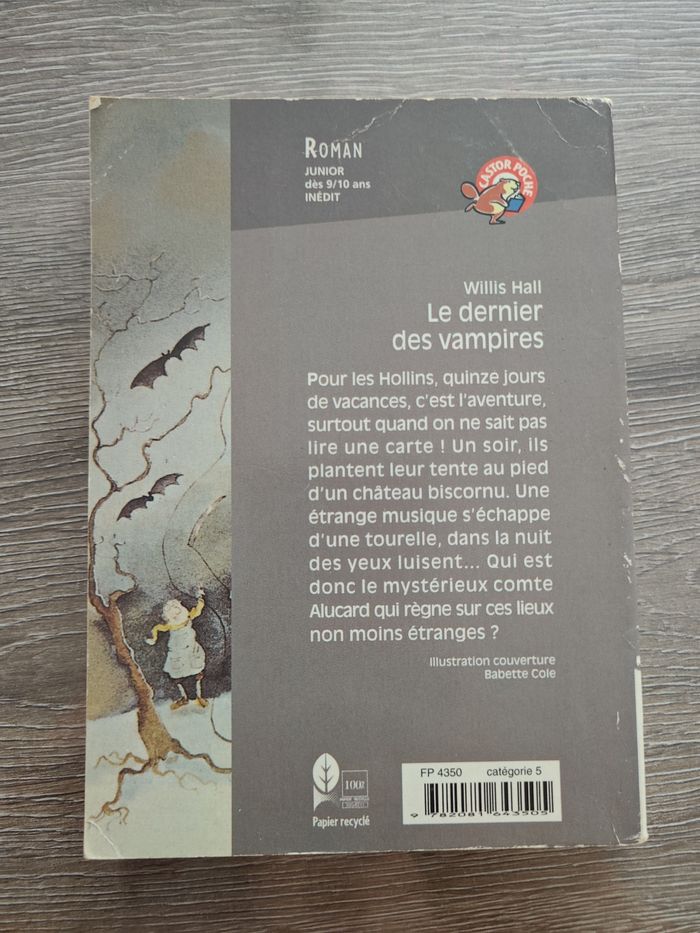 ROMAN
JUNIOR
dès 9/10 ans
INÉDIT
CASTOR POCHE
Willis Hall
Le dernier
des vampires
Pour les Hollins, quinze jours
de vacances, c'est l'aventure,
surtout quand on ne sait pas
lire une carte ! Un soir, ils
plantent leur tente au pied
d'un château biscornu. Une
étrange musique s'échappe
d'une tourelle, dans la nuit
des yeux luisent... Qui est
donc le mystérieux comte
Alucard qui règne sur ces lieux
non moins étranges ?
Illustration couverture
Babette Cole
FP 4350 catégorie 5
9 782081 643505
Papier recyclé